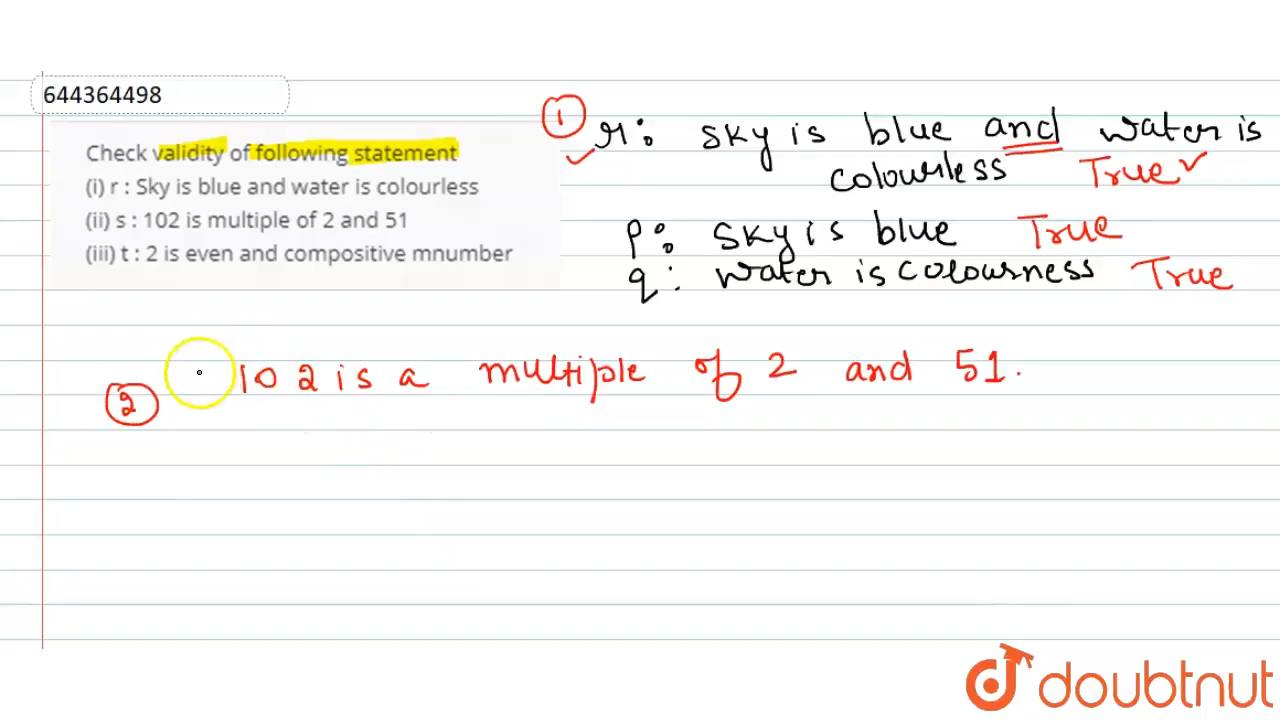 644364498
Check validity of following statement
(i) r : Sky is blue and water is colourless
(ii) s : 102 is multiple of 2 and 51
(iii) t : 2 is even and compositive mnumber
1 r: Sky is blue and water is
colourless True
p: Sky is blue True
q: water is colousness True
2 102 is a multiple of 2 and 51.
doubtnut